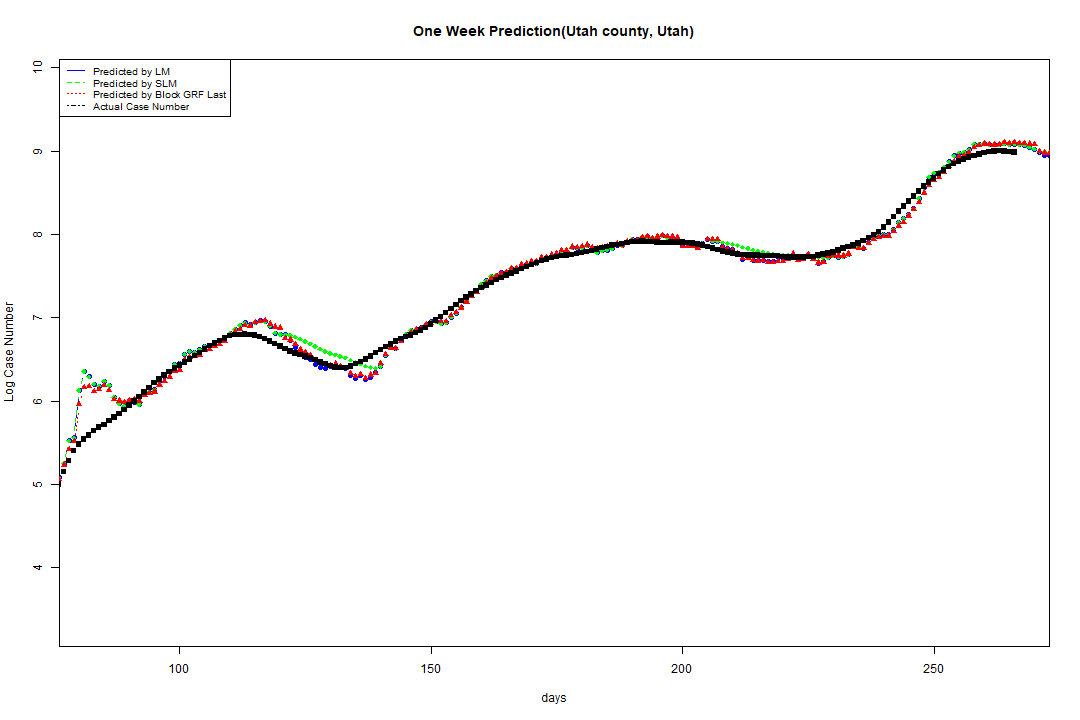 One Week Prediction(Utah county, Utah)
Predicted by LM
Predicted by SLM
Predicted by Block GRF Last
Actual Case Number
Log Case Number
10
9
8
7
6
5
4
100 150 200 250
days